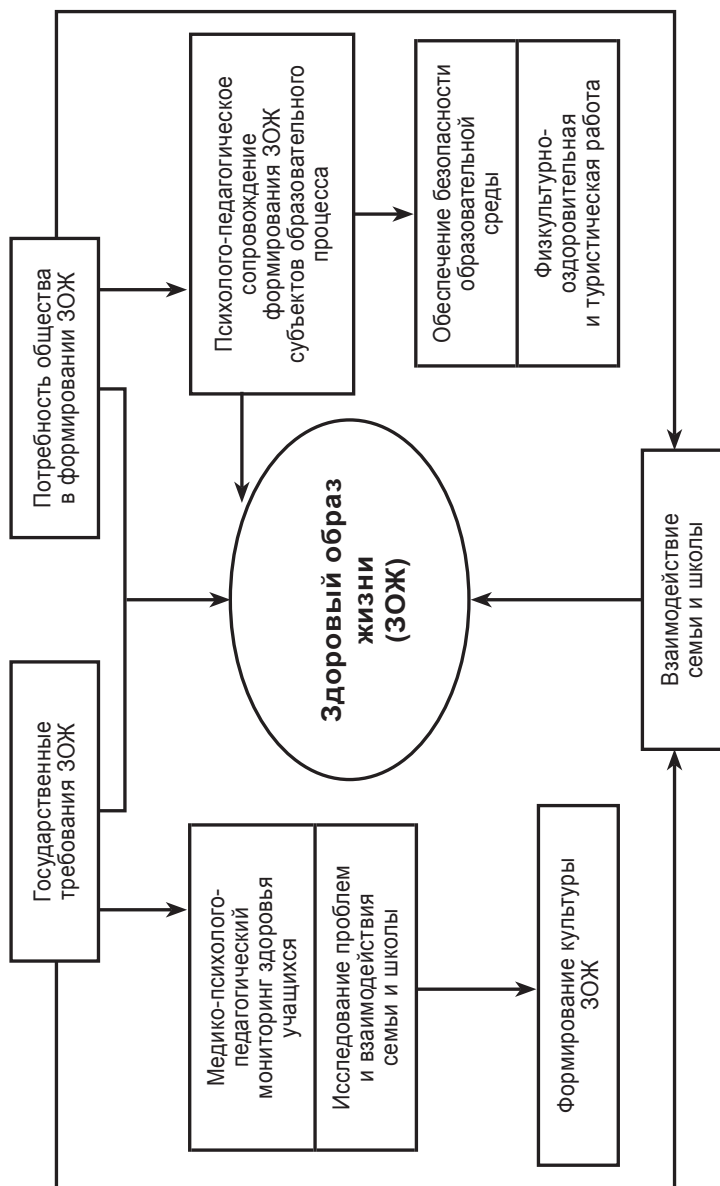 Государственные
требования ЗОЖ
Потребность общества
в формировании ЗОЖ
Медико-психолого-
педагогический
мониторинг здоровья
учащихся
Исследование проблем
и взаимодействия
семьи и школы
Формирование культуры
ЗОЖ
Здоровый образ
жизни
(ЗОЖ)
Психолого-педагогическое
сопровождение
формирования ЗОЖ
субъектов образовательного
процесса
Обеспечение безопасности
образовательной
среды
Физкультурно-
оздоровительная
и туристическая работа
Взаимодействие
семьи и школы